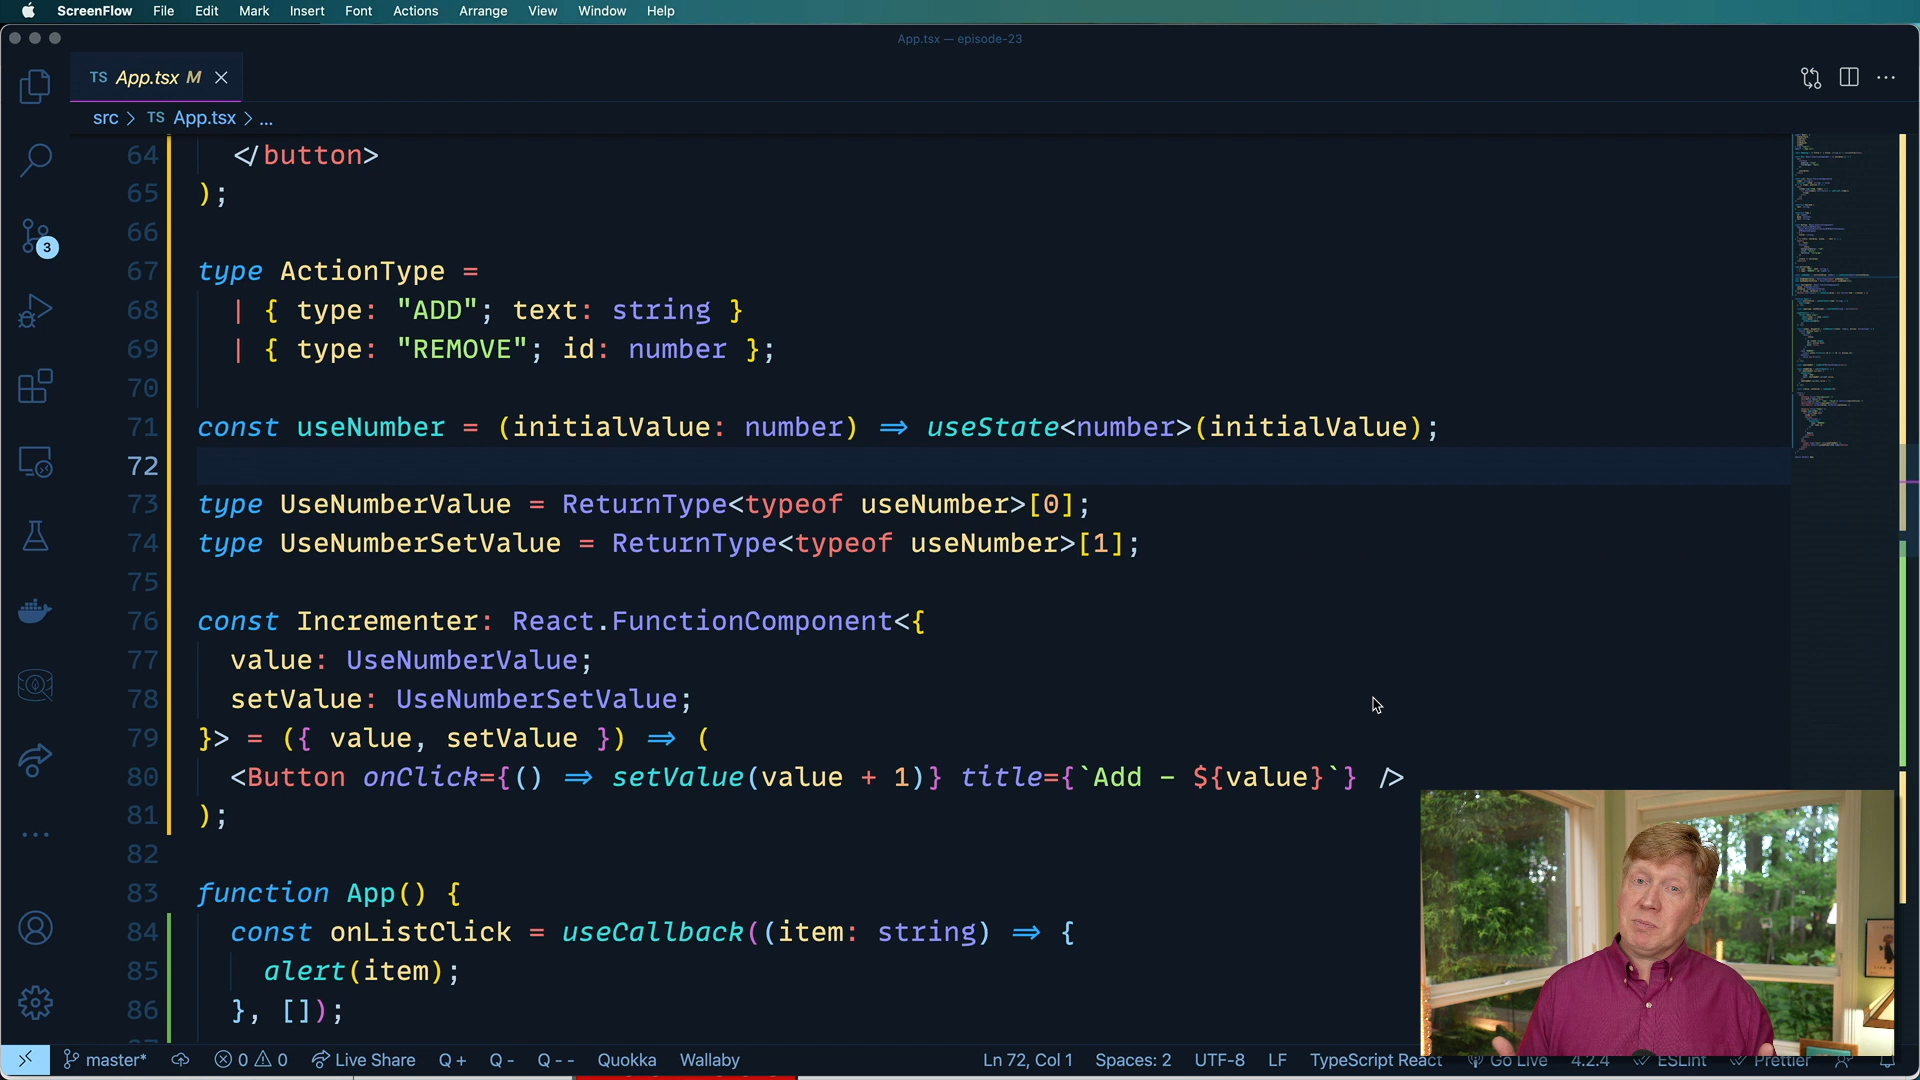 ScreenFlow File Edit Mark Insert Font Actions Arrange View Window Help
App.tsx — episode-23
TS App.tsx M
src > TS App.tsx > ...
64 </button>
65 );
66
67 type ActionType =
68 | { type: "ADD"; text: string }
69 | { type: "REMOVE"; id: number };
70
71 const useNumber = (initialValue: number) => useState<number>(initialValue);
72
73 type UseNumberValue = ReturnType<typeof useNumber>[0];
74 type UseNumberSetValue = ReturnType<typeof useNumber>[1];
75
76 const Incrementer: React.FunctionComponent<{
77 value: UseNumberValue;
78 setValue: UseNumberSetValue;
79 }> = ({ value, setValue }) => (
80 <Button onClick={() => setValue(value + 1)} title={`Add - ${value}`} />
81 );
82
83 function App() {
84 const onListClick = useCallback((item: string) => {
85 alert(item);
86 }, []);
3
master* 0 0 Live Share Q + Q - Q - - Quokka Wallaby Ln 72, Col 1 Spaces: 2 UTF-8 LF TypeScript React Go Live 4.2.4 ESLint Prettier